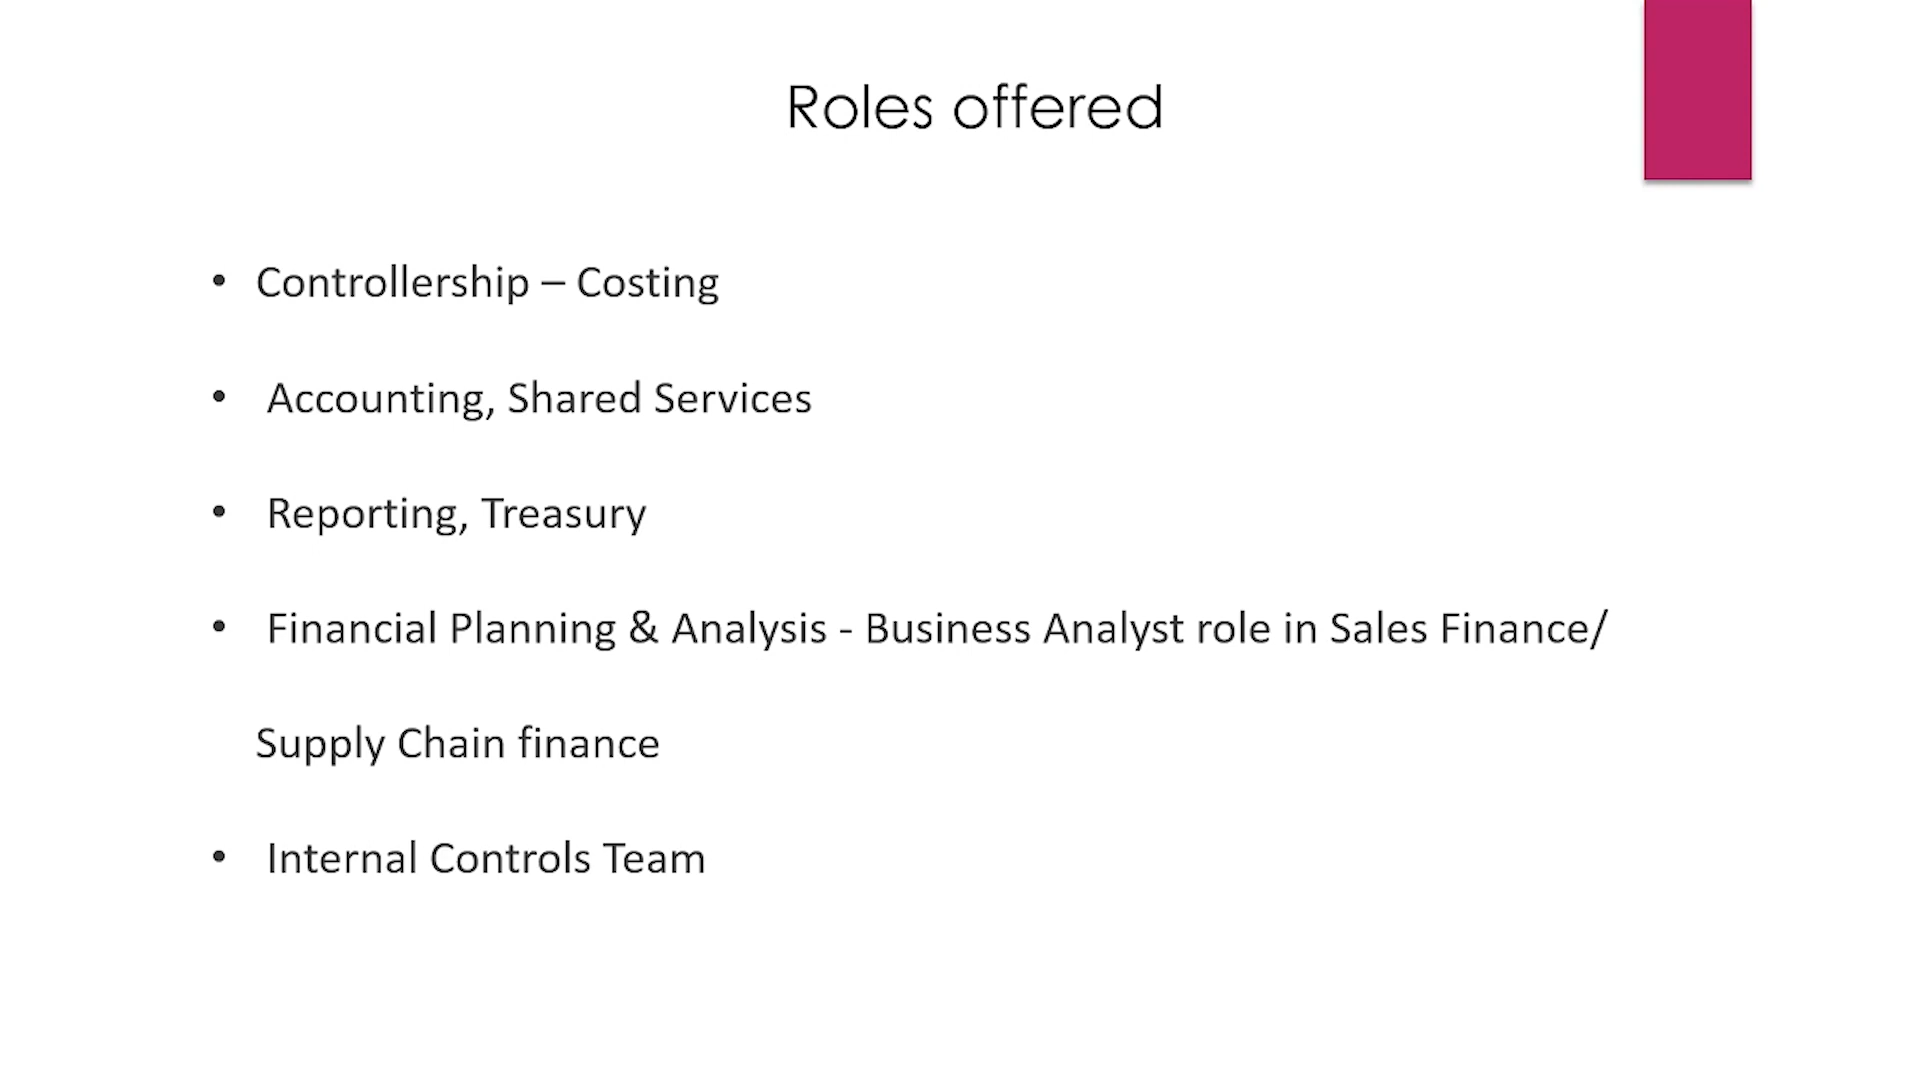 Roles offered
• Controllership – Costing
• Accounting, Shared Services
• Reporting, Treasury
• Financial Planning & Analysis - Business Analyst role in Sales Finance/
Supply Chain finance
• Internal Controls Team